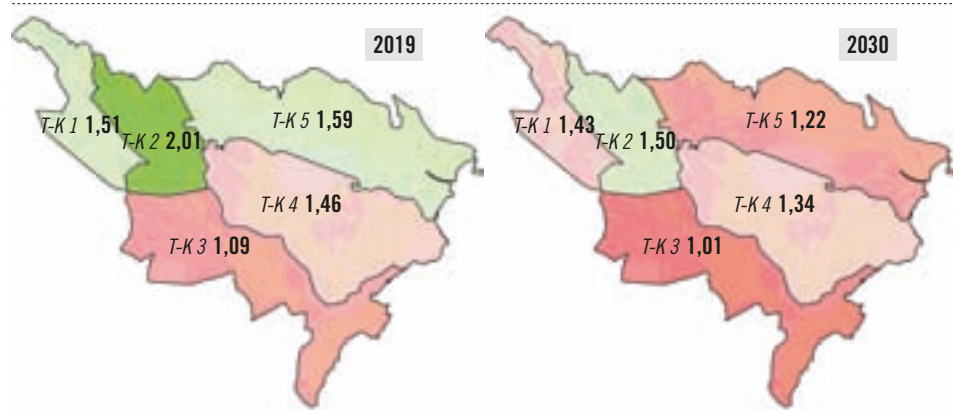 2019
T-K 1 1,51
T-K 2 2,01
T-K 5 1,59
T-K 4 1,46
T-K 3 1,09
2030
T-K 1 1,43
T-K 2 1,50
T-K 5 1,22
T-K 4 1,34
T-K 3 1,01